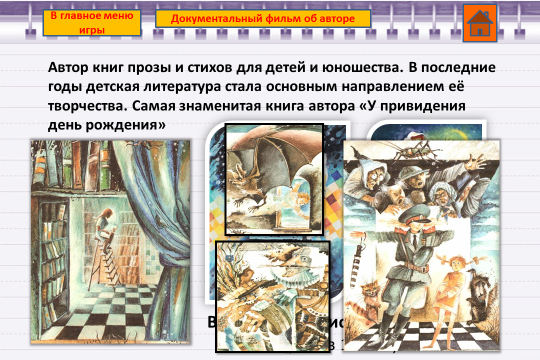 В главное меню
игры
Документальный фильм об авторе
Автор книг прозы и стихов для детей и юношества. В последние
годы детская литература стала основным направлением её
творчества. Самая знаменитая книга автора «У привидения
день рождения»